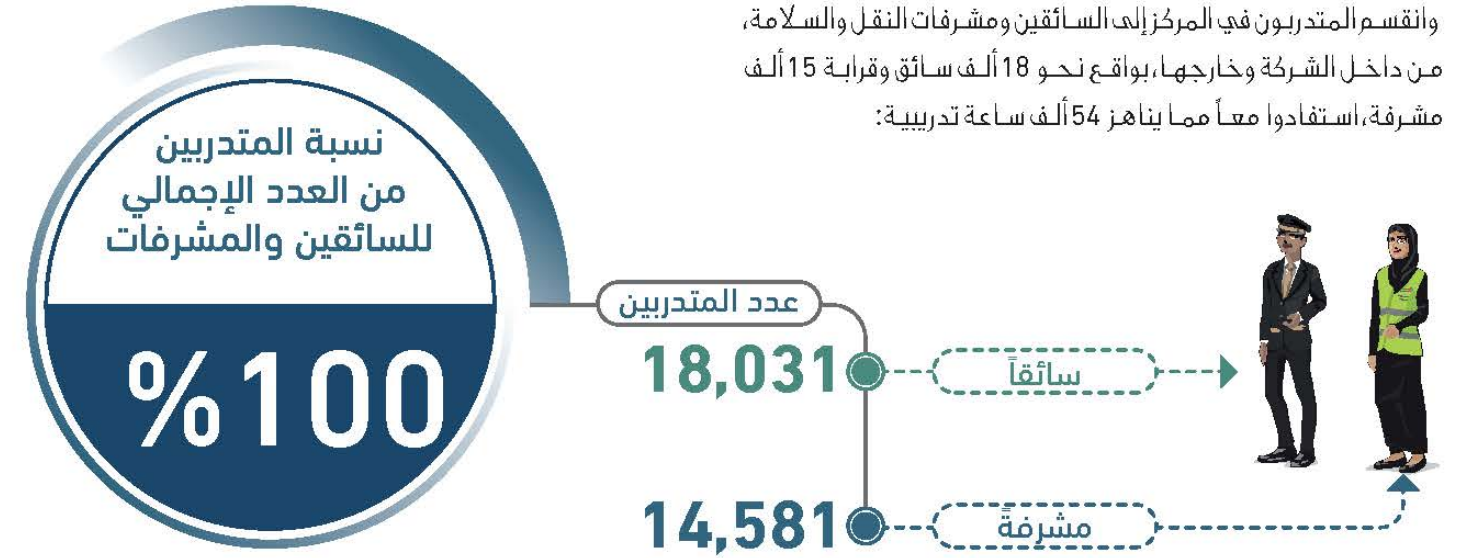 وانقسم المتدربون في المركز إلى السائقين ومشرفات النقل والسلامة،
من داخل الشركة وخارجها، بواقع نحو 18 ألف سائق وقرابة 15 ألف
مشرفة، استفادوا معاً مما يناهز 54 ألف ساعة تدريبية:
نسبة المتدربين
من العدد الإجمالي
للسائقين والمشرفات
%100
عدد المتدربين
18,031
سائقاً
14,581
مشرفةً